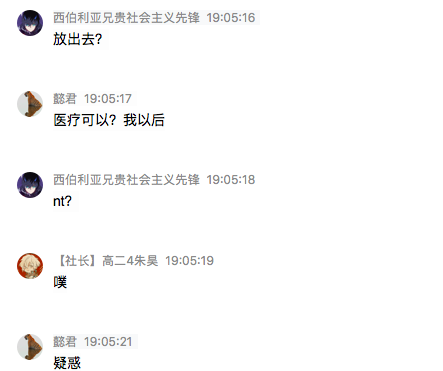 西伯利亚兄贵社会主义先锋 19:05:16
放出去?
懿君 19:05:17
医疗可以？我以后
西伯利亚兄贵社会主义先锋 19:05:18
nt?
【社长】高二4朱昊 19:05:19
噗
懿君 19:05:21
疑惑